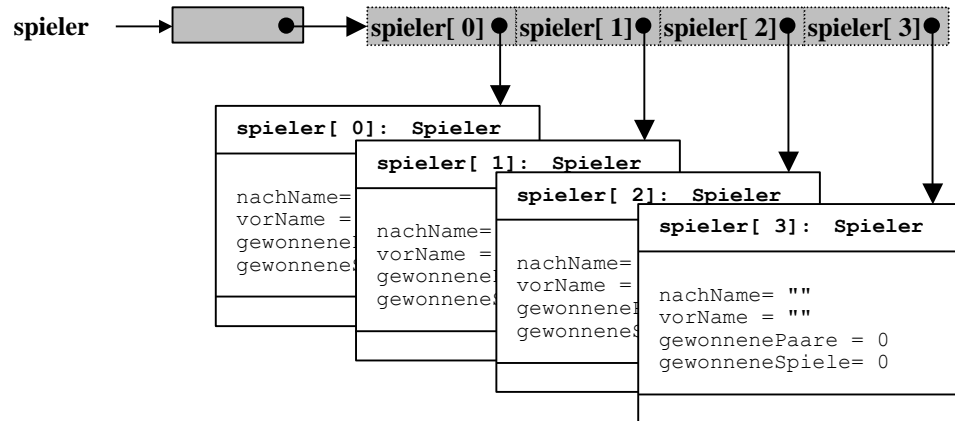 spieler
spieler[ 0] spieler[ 1] spieler[ 2] spieler[ 3]
spieler[ 0]: Spieler
nachName=
vorName =
spieler[ 1]: Spieler
nachName=
vorName =
spieler[ 2]: Spieler
nachName=
vorName =
spieler[ 3]: Spieler
nachName= ""
vorName = ""
gewonnenePaare = 0
gewonneneSpiele= 0